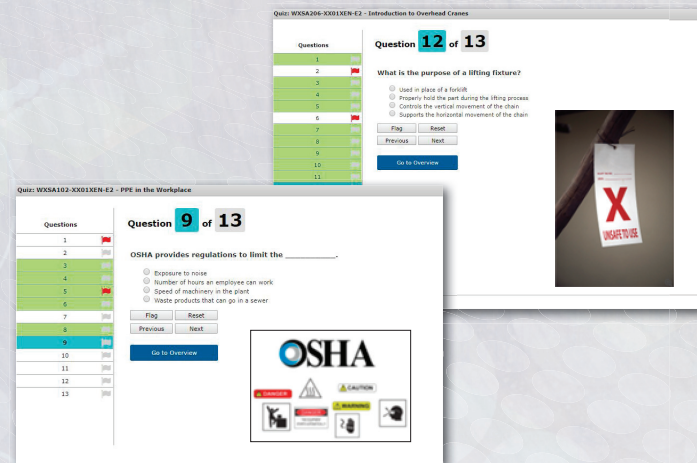 Quiz: WXSA206-XX01XEN-E2 - Introduction to Overhead Cranes
Questions
1
2
3
4
5
6
7
8
9
10
11
Question 12 of 13
What is the purpose of a lifting fixture?
Used in place of a forklift
Properly hold the part during the lifting process
Controls the vertical movement of the chain
Supports the horizontal movement of the chain
Flag Reset
Previous Next
Go to Overview
X
UNSAFE TO USE
Quiz: WXSA102-XX01XEN-E2 - PPE in the Workplace
Questions
1
2
3
4
5
6
7
8
9
10
11
12
13
Question 9 of 13
OSHA provides regulations to limit the __________.
Exposure to noise
Number of hours an employee can work
Speed of machinery in the plant
Waste products that can go in a sewer
Flag Reset
Previous Next
Go to Overview
OSHA
DANGER
CAUTION
WARNING
DANGER